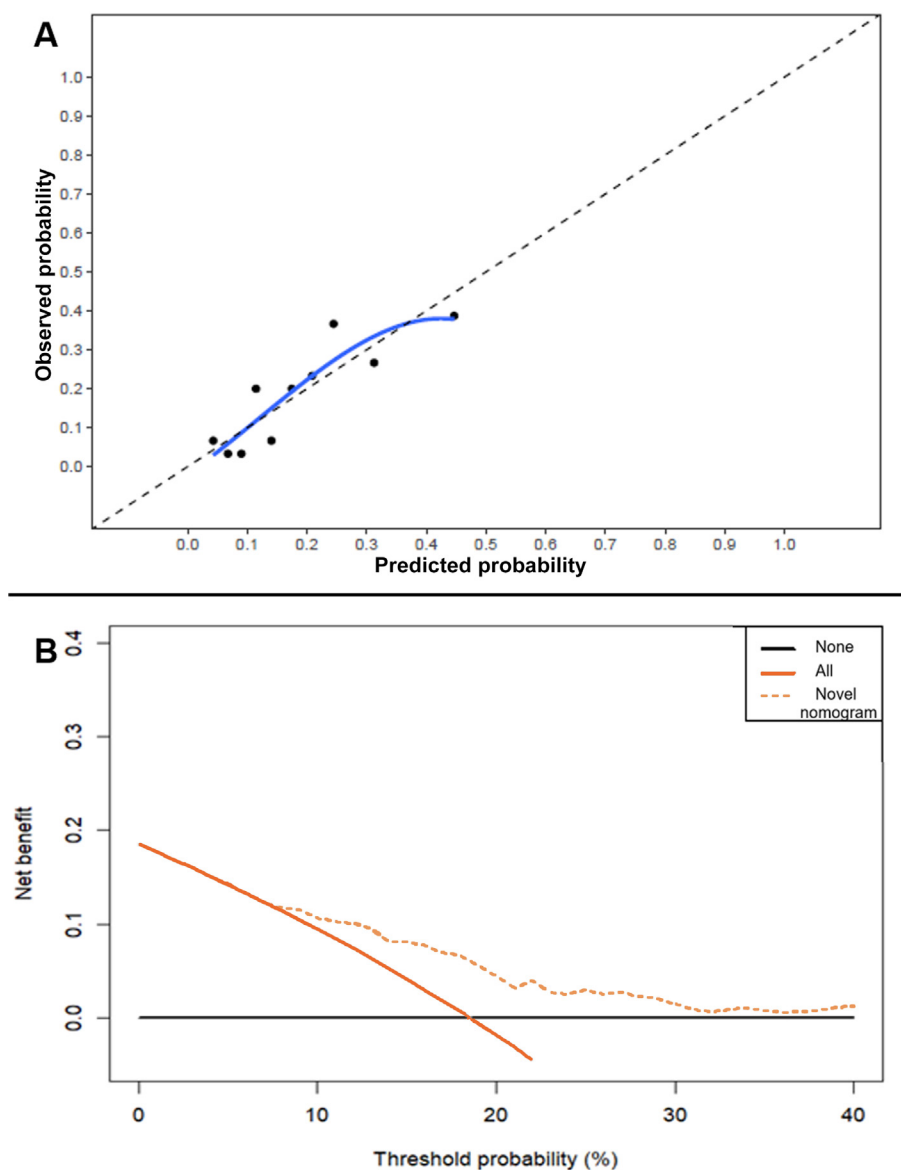 A
1.0
0.9
0.8
0.7
0.6
0.5
0.4
0.3
0.2
0.1
0.0
Observed probability
0.0 0.1 0.2 0.3 0.4 0.5 0.6 0.7 0.8 0.9 1.0
Predicted probability
B
None
All
Novel
nomogram
0.4
0.3
0.2
0.1
0.0
Net benefit
0 10 20 30 40
Threshold probability (%)